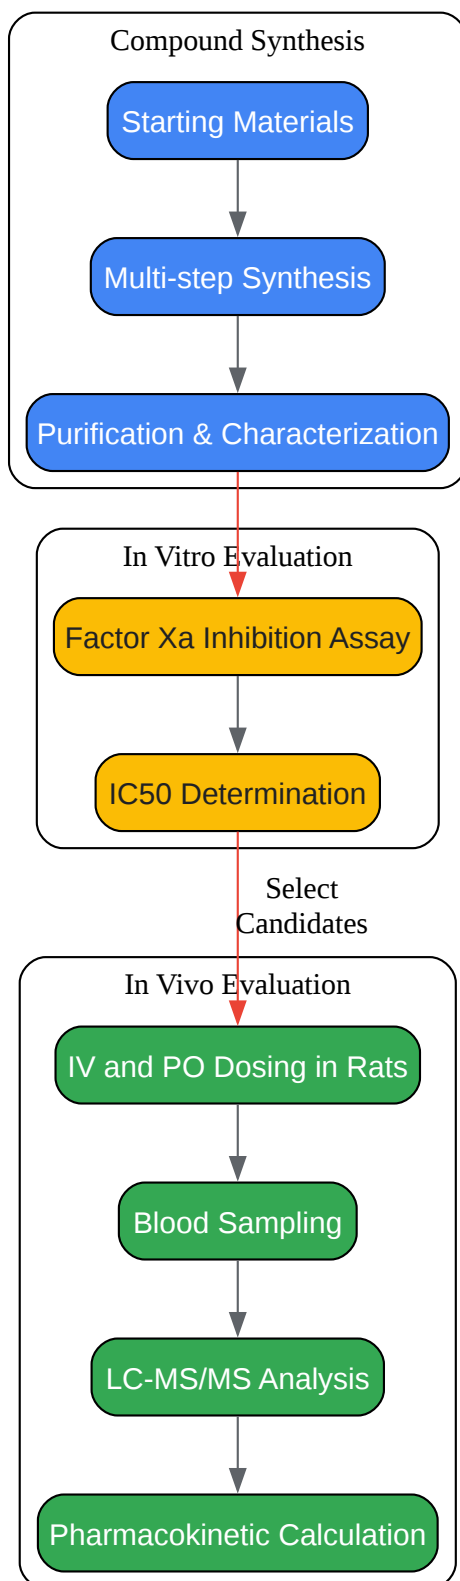 Compound Synthesis
Starting Materials
Multi-step Synthesis
Purification & Characterization
In Vitro Evaluation
Factor Xa Inhibition Assay
IC50 Determination
Select
Candidates
In Vivo Evaluation
IV and PO Dosing in Rats
Blood Sampling
LC-MS/MS Analysis
Pharmacokinetic Calculation